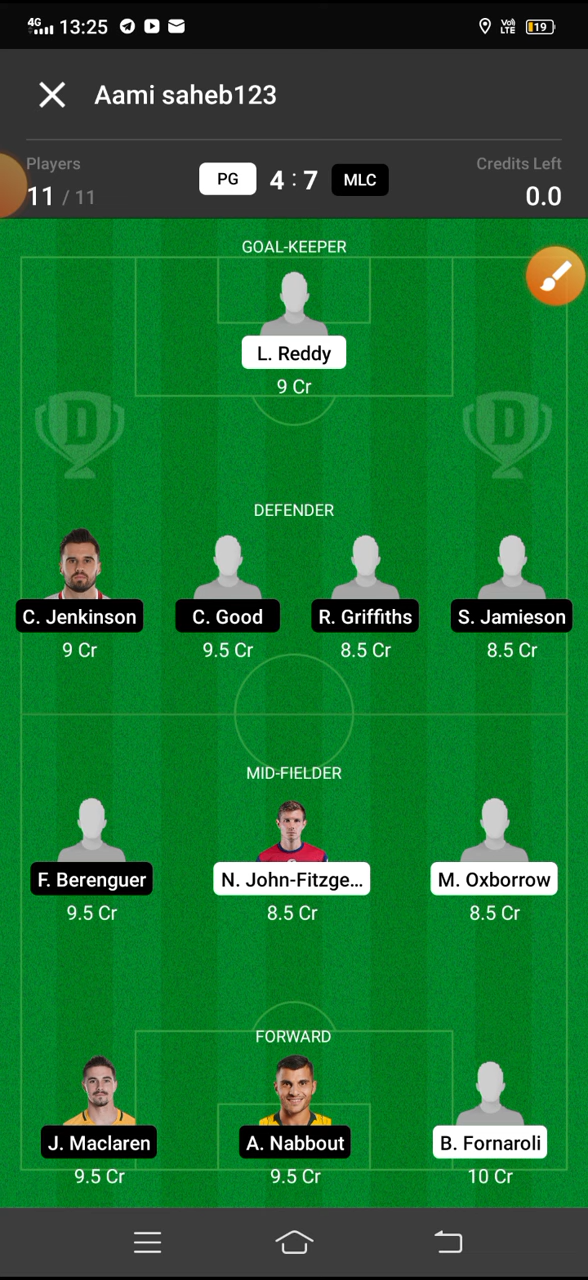 4G 13:25 Vol) LTE 19
Aami saheb123
Players Credits Left
11 / 11 PG 4 : 7 MLC 0.0
GOAL-KEEPER
L. Reddy
9 Cr
D D
DEFENDER
C. Jenkinson C. Good R. Griffiths S. Jamieson
9 Cr 9.5 Cr 8.5 Cr 8.5 Cr
MID-FIELDER
F. Berenguer N. John-Fitzge... M. Oxborrow
9.5 Cr 8.5 Cr 8.5 Cr
FORWARD
J. Maclaren A. Nabbout B. Fornaroli
9.5 Cr 9.5 Cr 10 Cr